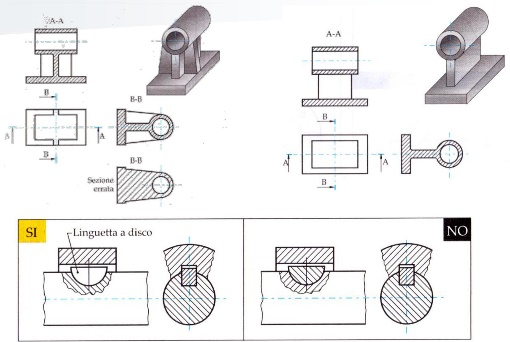 A-A
B
A
A
B
B-B
B-B
Sezione
errata
A-A
B
A
A
B
SI
Linguetta a disco
NO